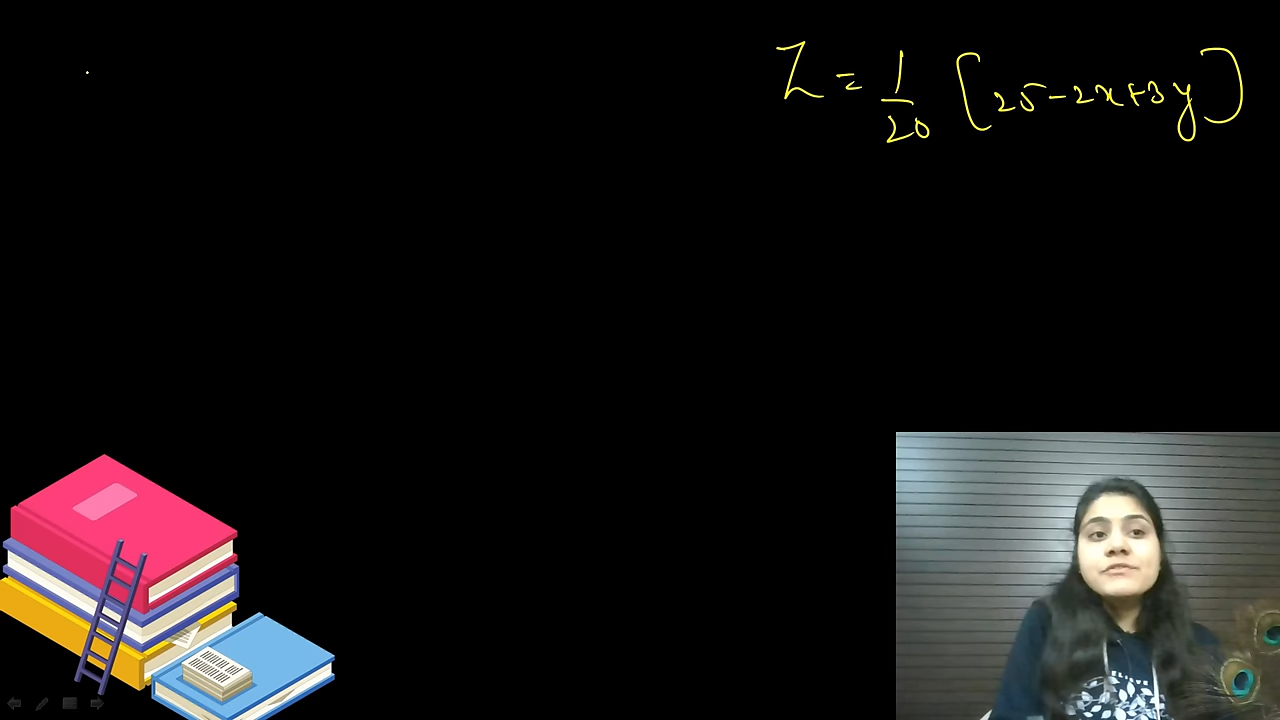 Z = 1/20 [25-2x+3y]